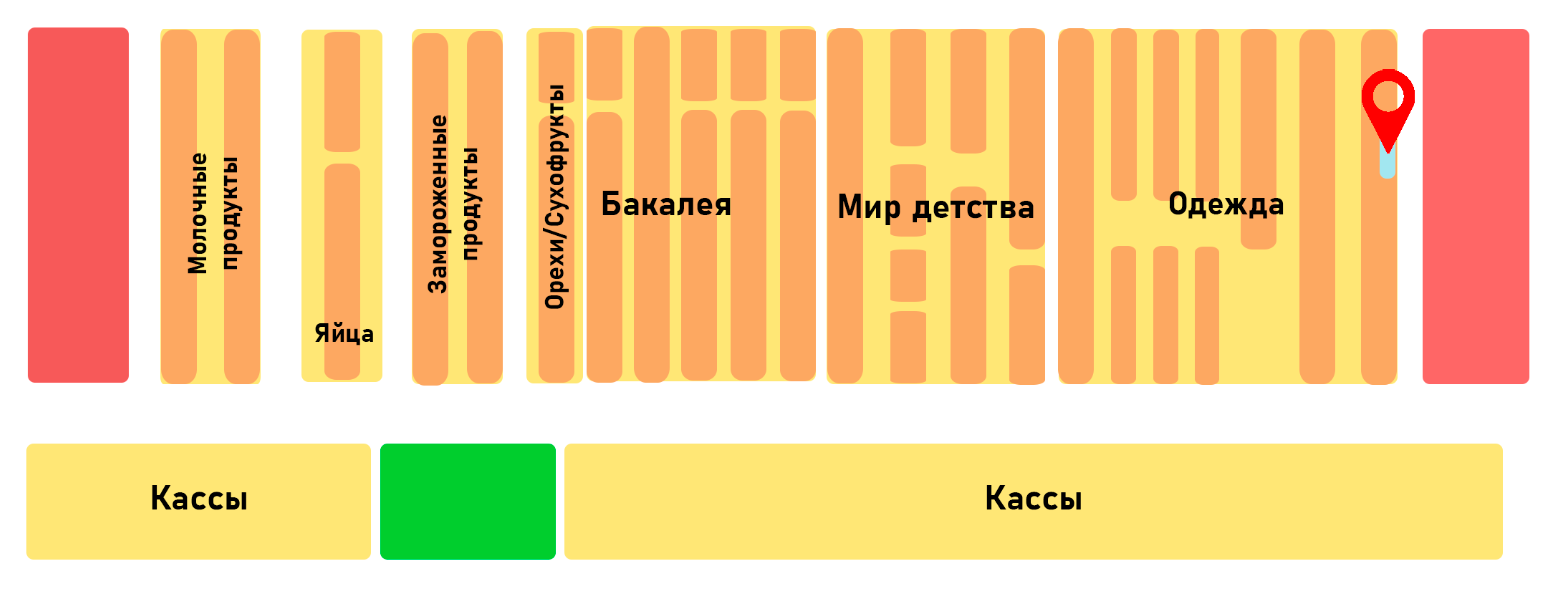 Молочные
продукты
Яйца
Замороженные
продукты
Орехи/Сухофрукты
Бакалея
Мир детства
Одежда
Кассы
Кассы